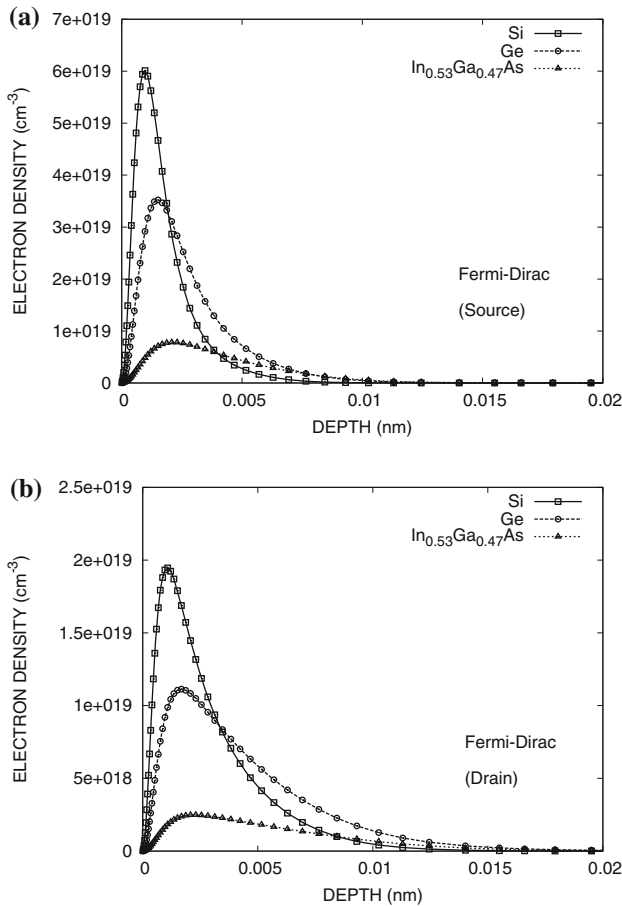 (a)
7e+019
6e+019
5e+019
4e+019
3e+019
2e+019
1e+019
0
ELECTRON DENSITY (cm-3)
Si
Ge
In0.53Ga0.47As
Fermi-Dirac
(Source)
0 0.005 0.01 0.015 0.02
DEPTH (nm)
(b)
2.5e+019
2e+019
1.5e+019
1e+019
5e+018
0
ELECTRON DENSITY (cm-3)
Si
Ge
In0.53Ga0.47As
Fermi-Dirac
(Drain)
0 0.005 0.01 0.015 0.02
DEPTH (nm)